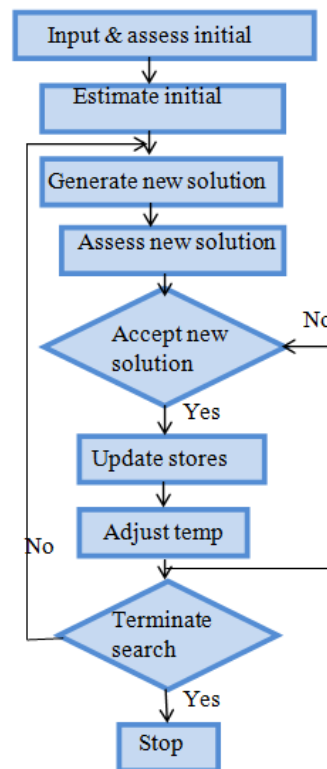 Input & assess initial
Estimate initial
Generate new solution
Assess new solution
Accept new
solution
No
Yes
Update stores
Adjust temp
No
Terminate
search
Yes
Stop